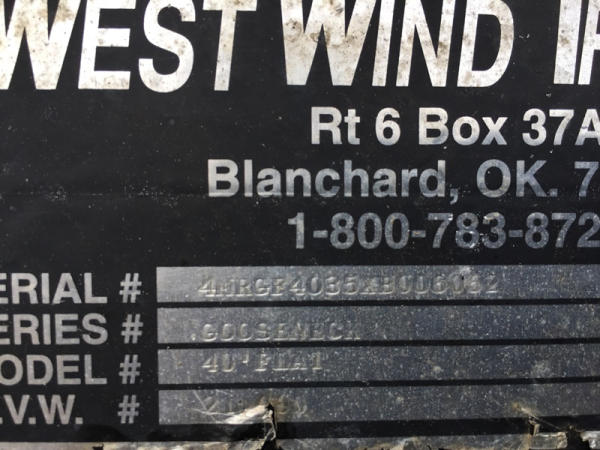 WEST WIND
Rt 6 Box 37A
Blanchard, OK. 7
1-800-783-872
ERIAL #
ERIES # GOOSENECK
ODEL # 40' FLAT
.V.W. #